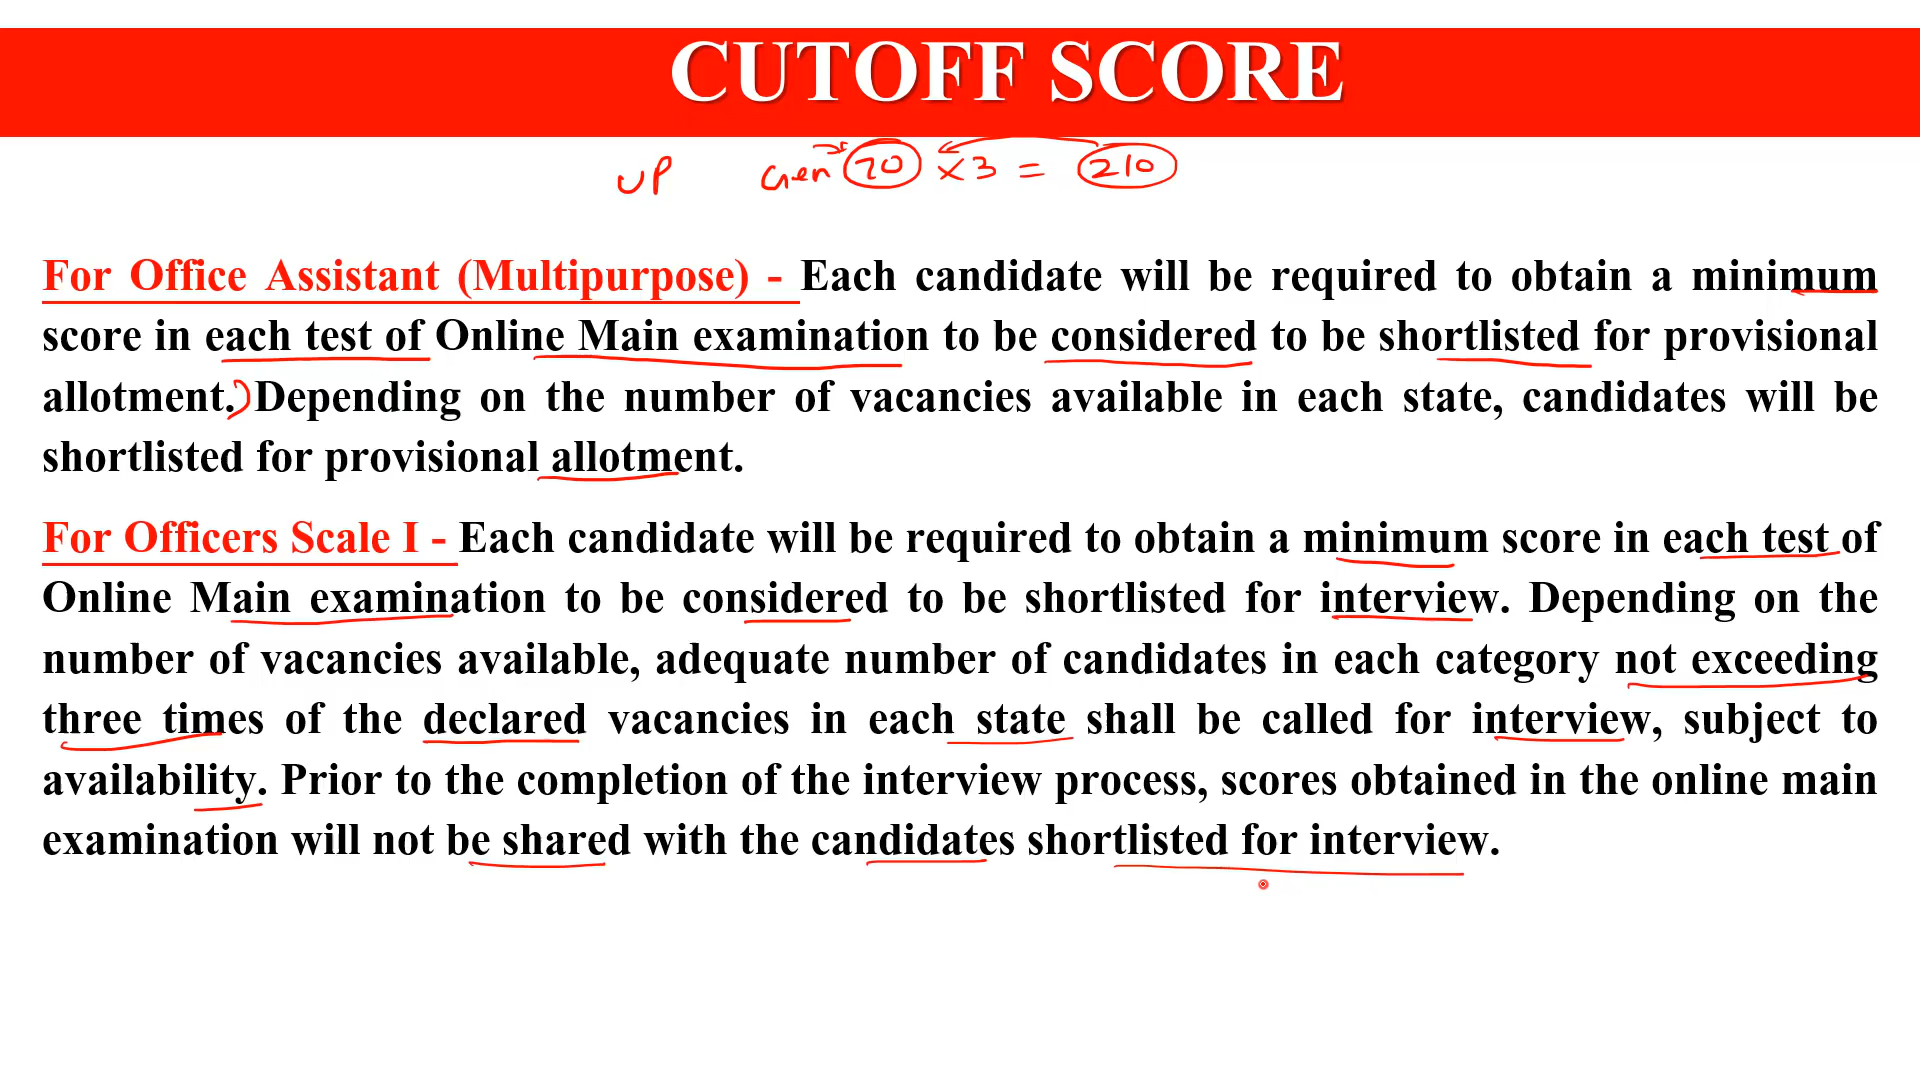 CUTOFF SCORE
UP Gen 70 × 3 = 210
For Office Assistant (Multipurpose) - Each candidate will be required to obtain a minimum
score in each test of Online Main examination to be considered to be shortlisted for provisional
allotment. Depending on the number of vacancies available in each state, candidates will be
shortlisted for provisional allotment.
For Officers Scale I - Each candidate will be required to obtain a minimum score in each test of
Online Main examination to be considered to be shortlisted for interview. Depending on the
number of vacancies available, adequate number of candidates in each category not exceeding
three times of the declared vacancies in each state shall be called for interview, subject to
availability. Prior to the completion of the interview process, scores obtained in the online main
examination will not be shared with the candidates shortlisted for interview.